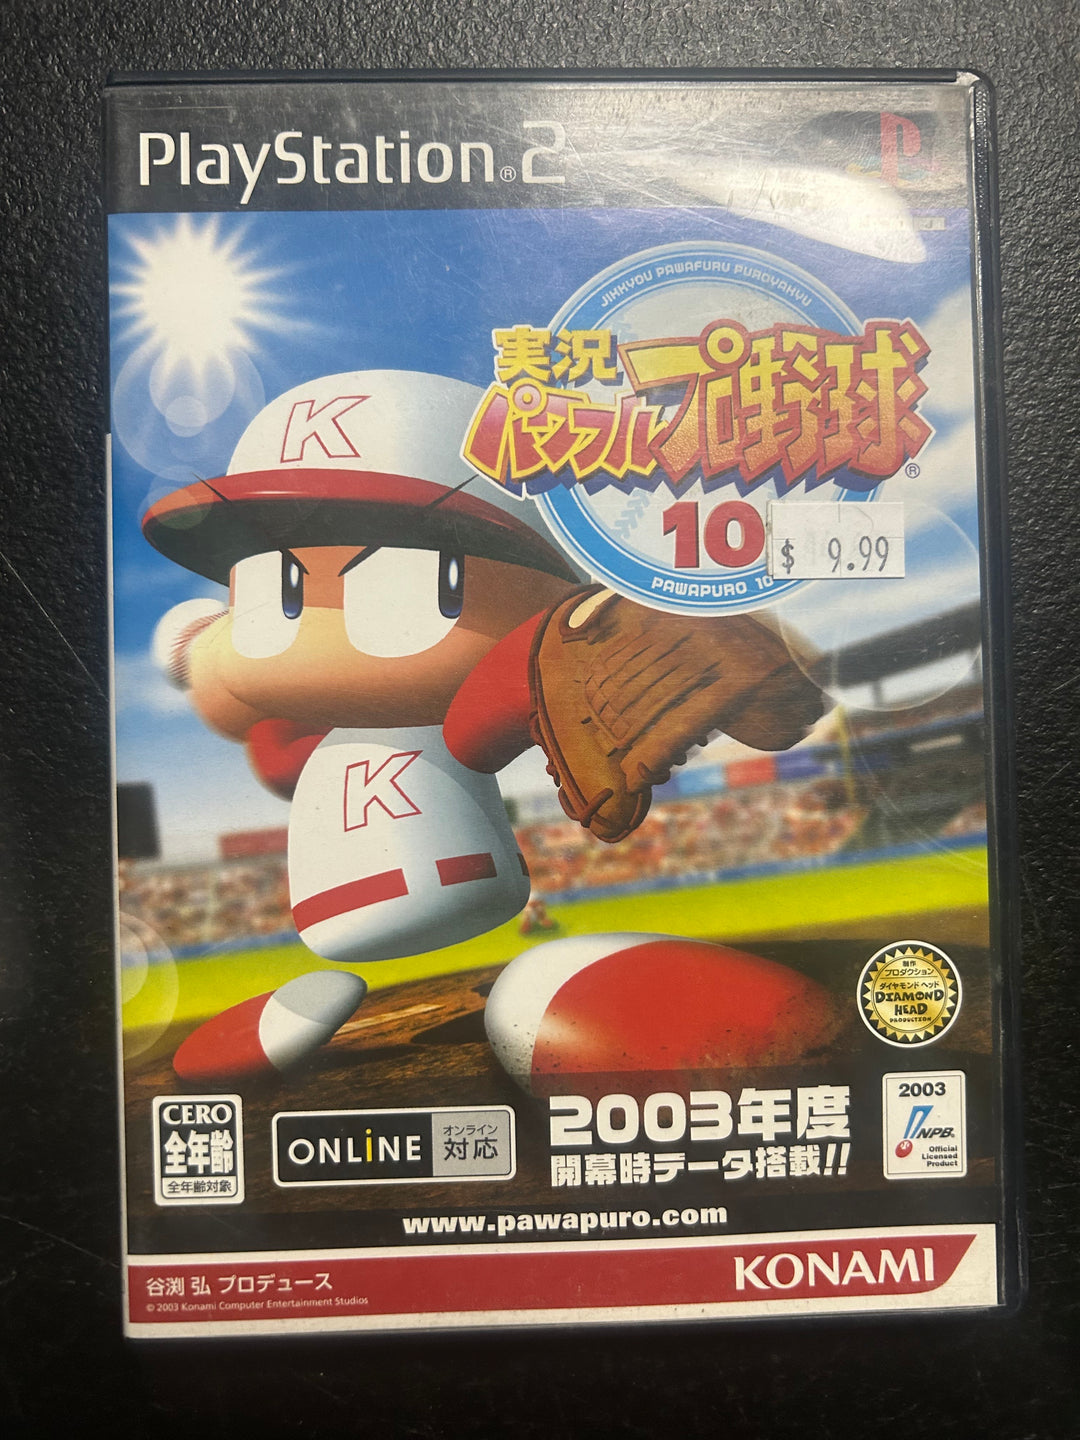 PlayStation®2
JIKKYOU PAWAFURU PUROYAKYU
実況
パワフルプロ野球®
10
$ 9.99
PAWAPURO 10
K
K
制作
プロダクション
ダイヤモンドヘッド
DIAMOND
HEAD
PRODUCTION
CERO
全年齢
全年齢対象
ONLiNE
オンライン
対応
2003年度
開幕時データ搭載!!
2003
NPB
Official
Licensed
Product
www.pawapuro.com
谷渕 弘 プロデュース
© 2003 Konami Computer Entertainment Studios
KONAMI